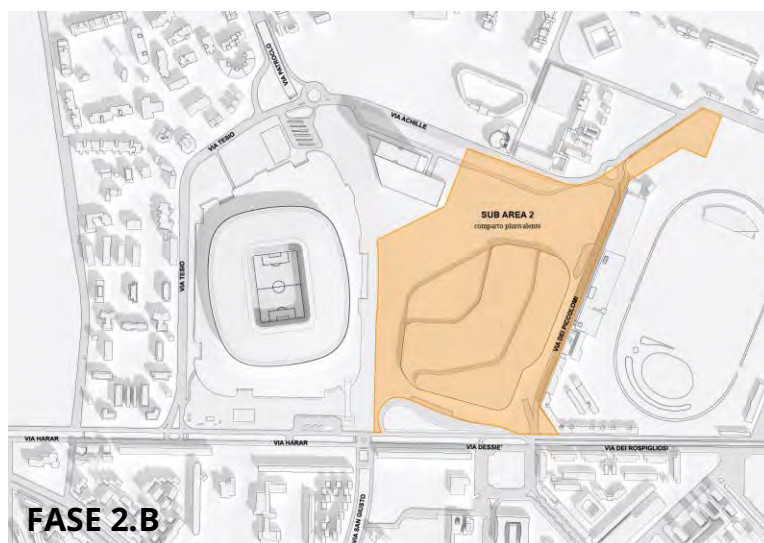 VIA PATROCLO
VIA ACHILLE
VIA TESIO
SUB AREA 2
comparto plurivalente
VIA TESIO
VIA DEI PICCOLOMI
VIA HARAR
VIA HARAR
VIA DESSIE'
VIA DEI ROSPIGLIOSI
VIA SAN GIUSTO
FASE 2.B